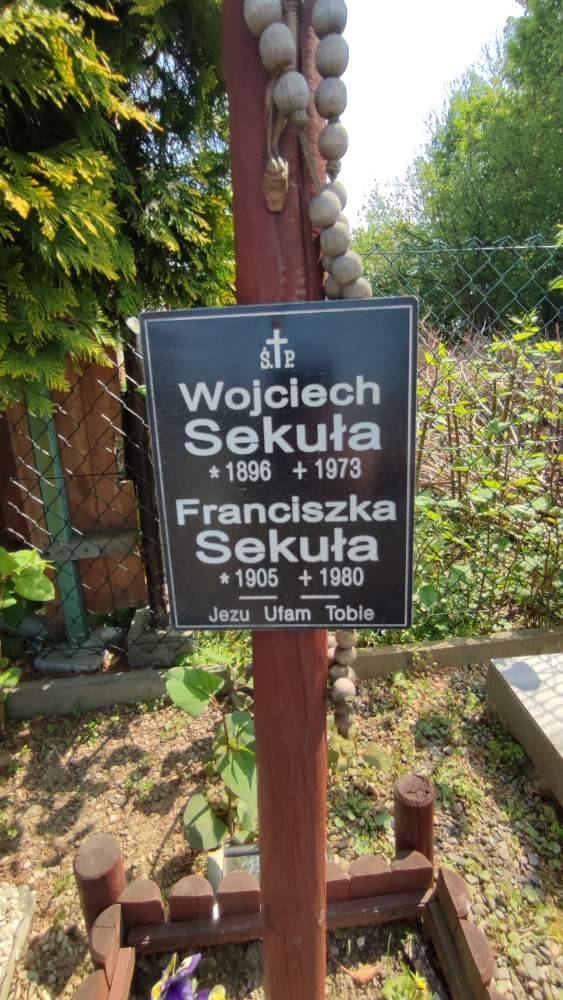 Ś.P.
Wojciech
Sekuła
* 1896 + 1973
Franciszka
Sekuła
* 1905 + 1980
Jezu Ufam Tobie